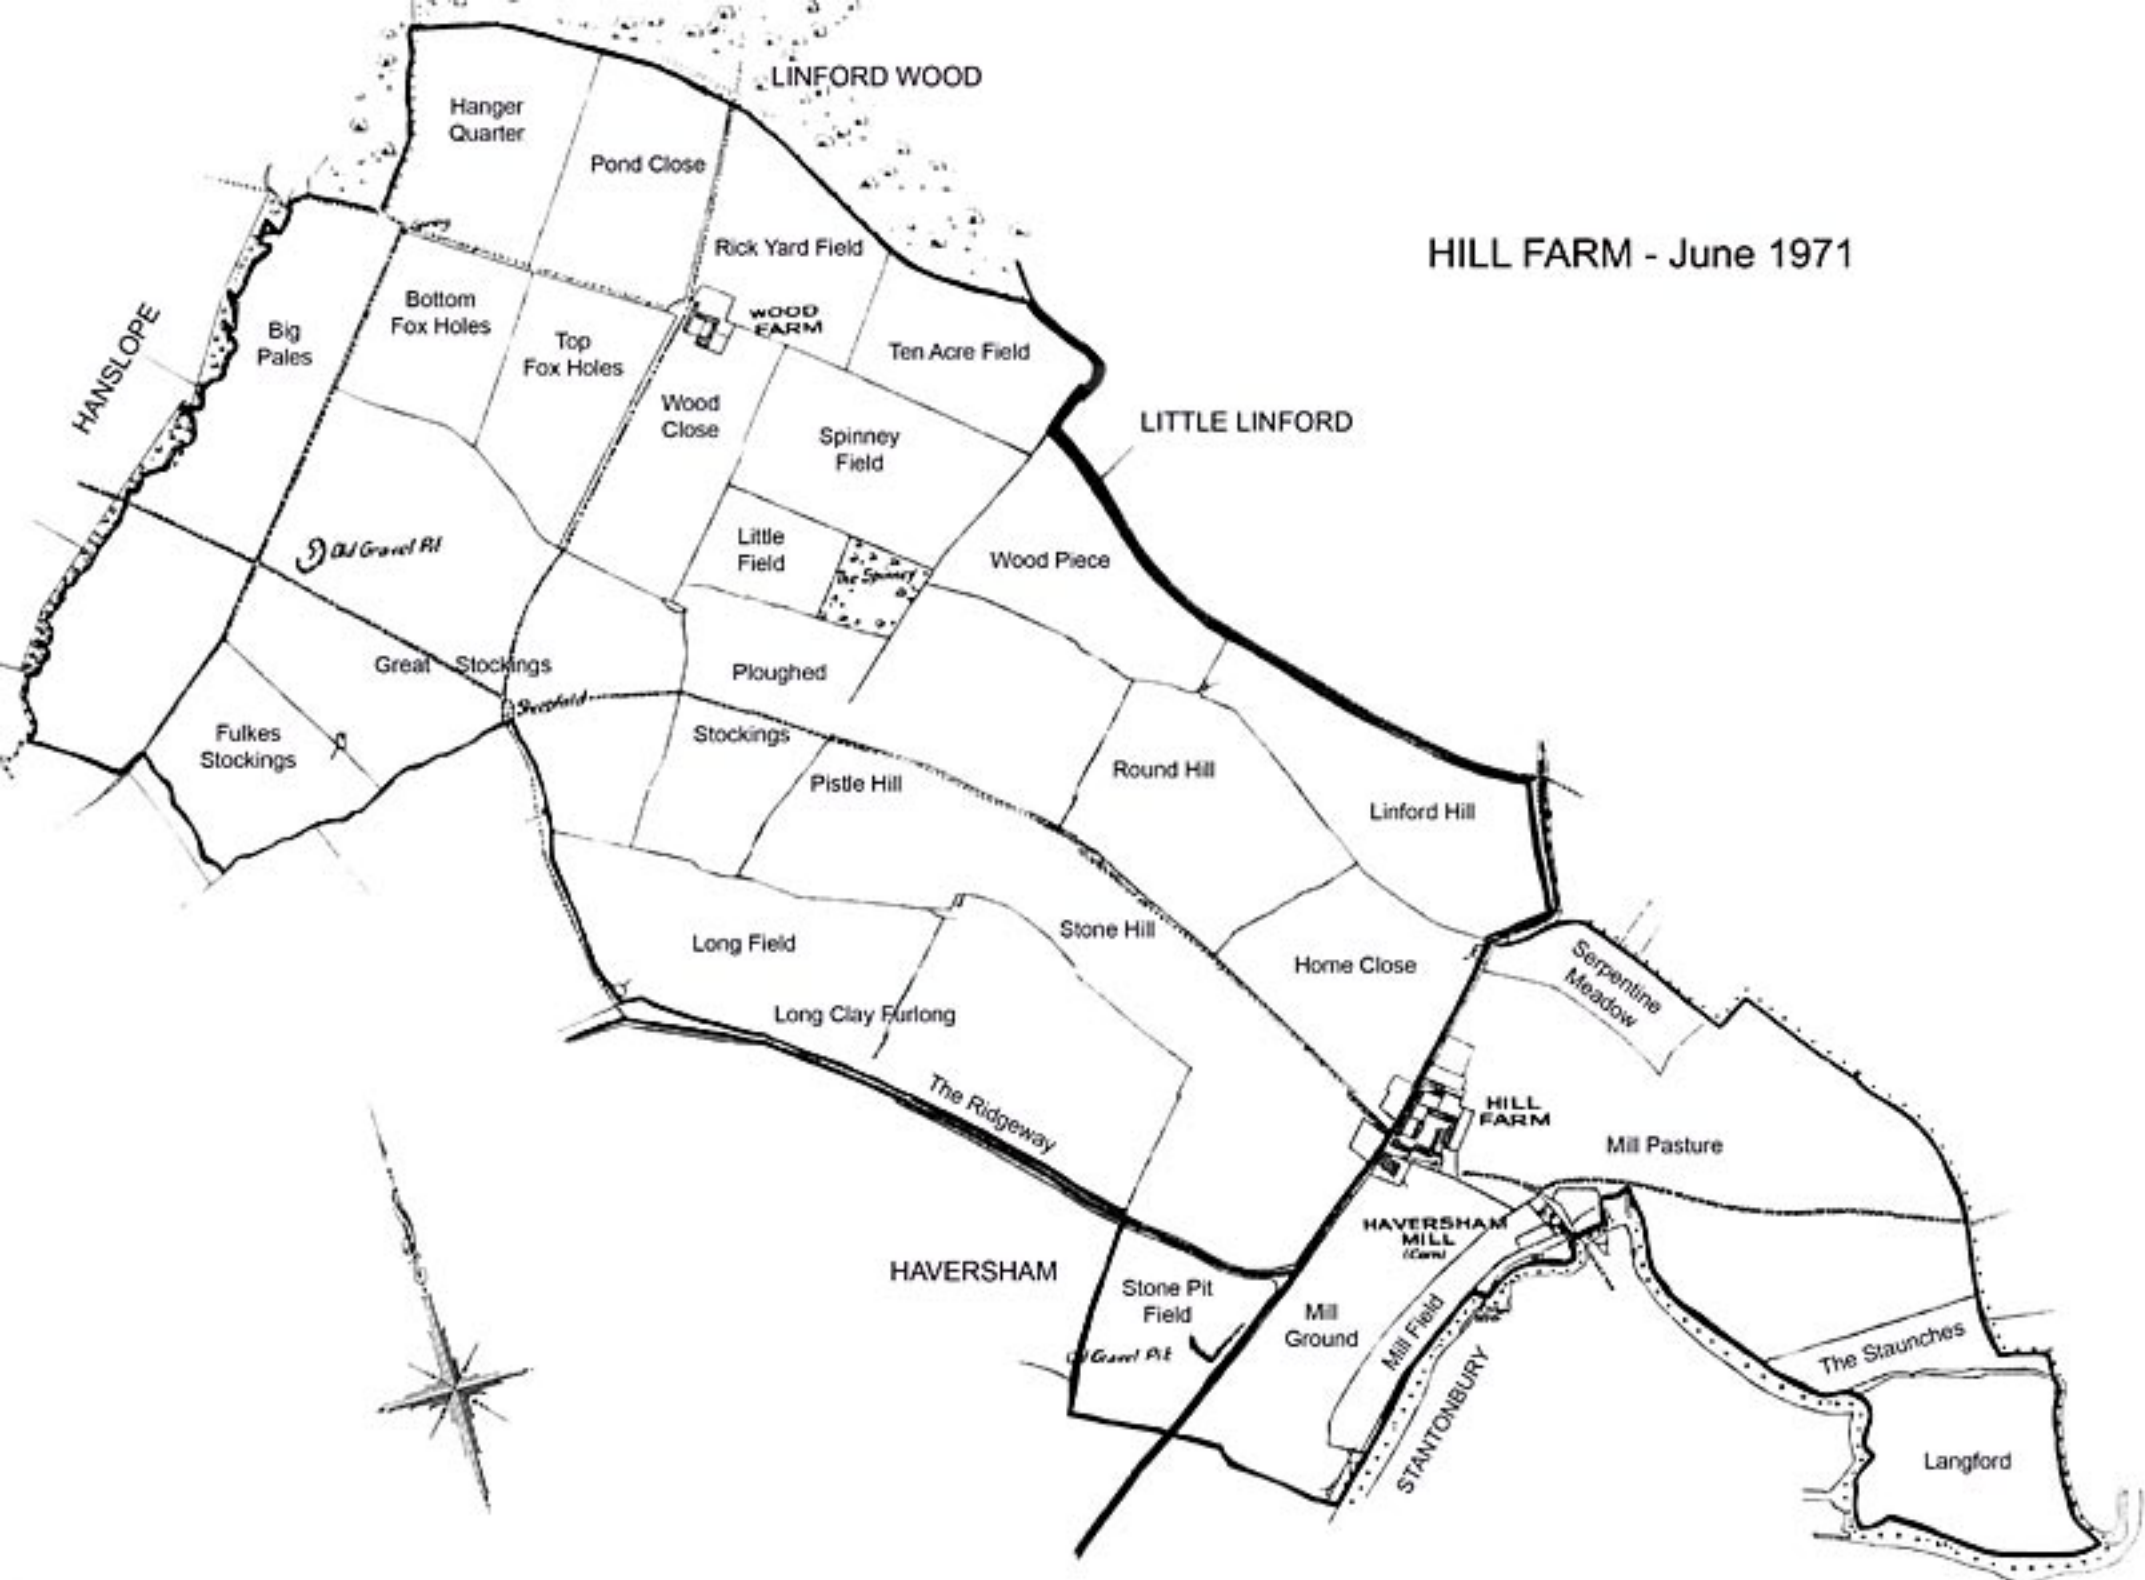 LINFORD WOOD
Hanger
Quarter
Pond Close
Rick Yard Field
HILL FARM - June 1971
Spinney
HANSLOPE
Big
Pales
Bottom
Fox Holes
Top
Fox Holes
WOOD
FARM
Ten Acre Field
Wood
Close
Spinney
Field
LITTLE LINFORD
Old Gravel Pit
Little
Field
The Spinney
Wood Piece
Great Stockings
Sheepfold
Ploughed
Stockings
Fulkes
Stockings
Pistle Hill
Round Hill
Linford Hill
Long Field
Stone Hill
Home Close
Serpentine
Meadow
Long Clay Furlong
The Ridgeway
HILL
FARM
Mill Pasture
HAVERSHAM
MILL
(Corn)
HAVERSHAM
Stone Pit
Field
Old Gravel Pit
Mill
Ground
Mill Field
STANTONBURY
The Staunches
Langford